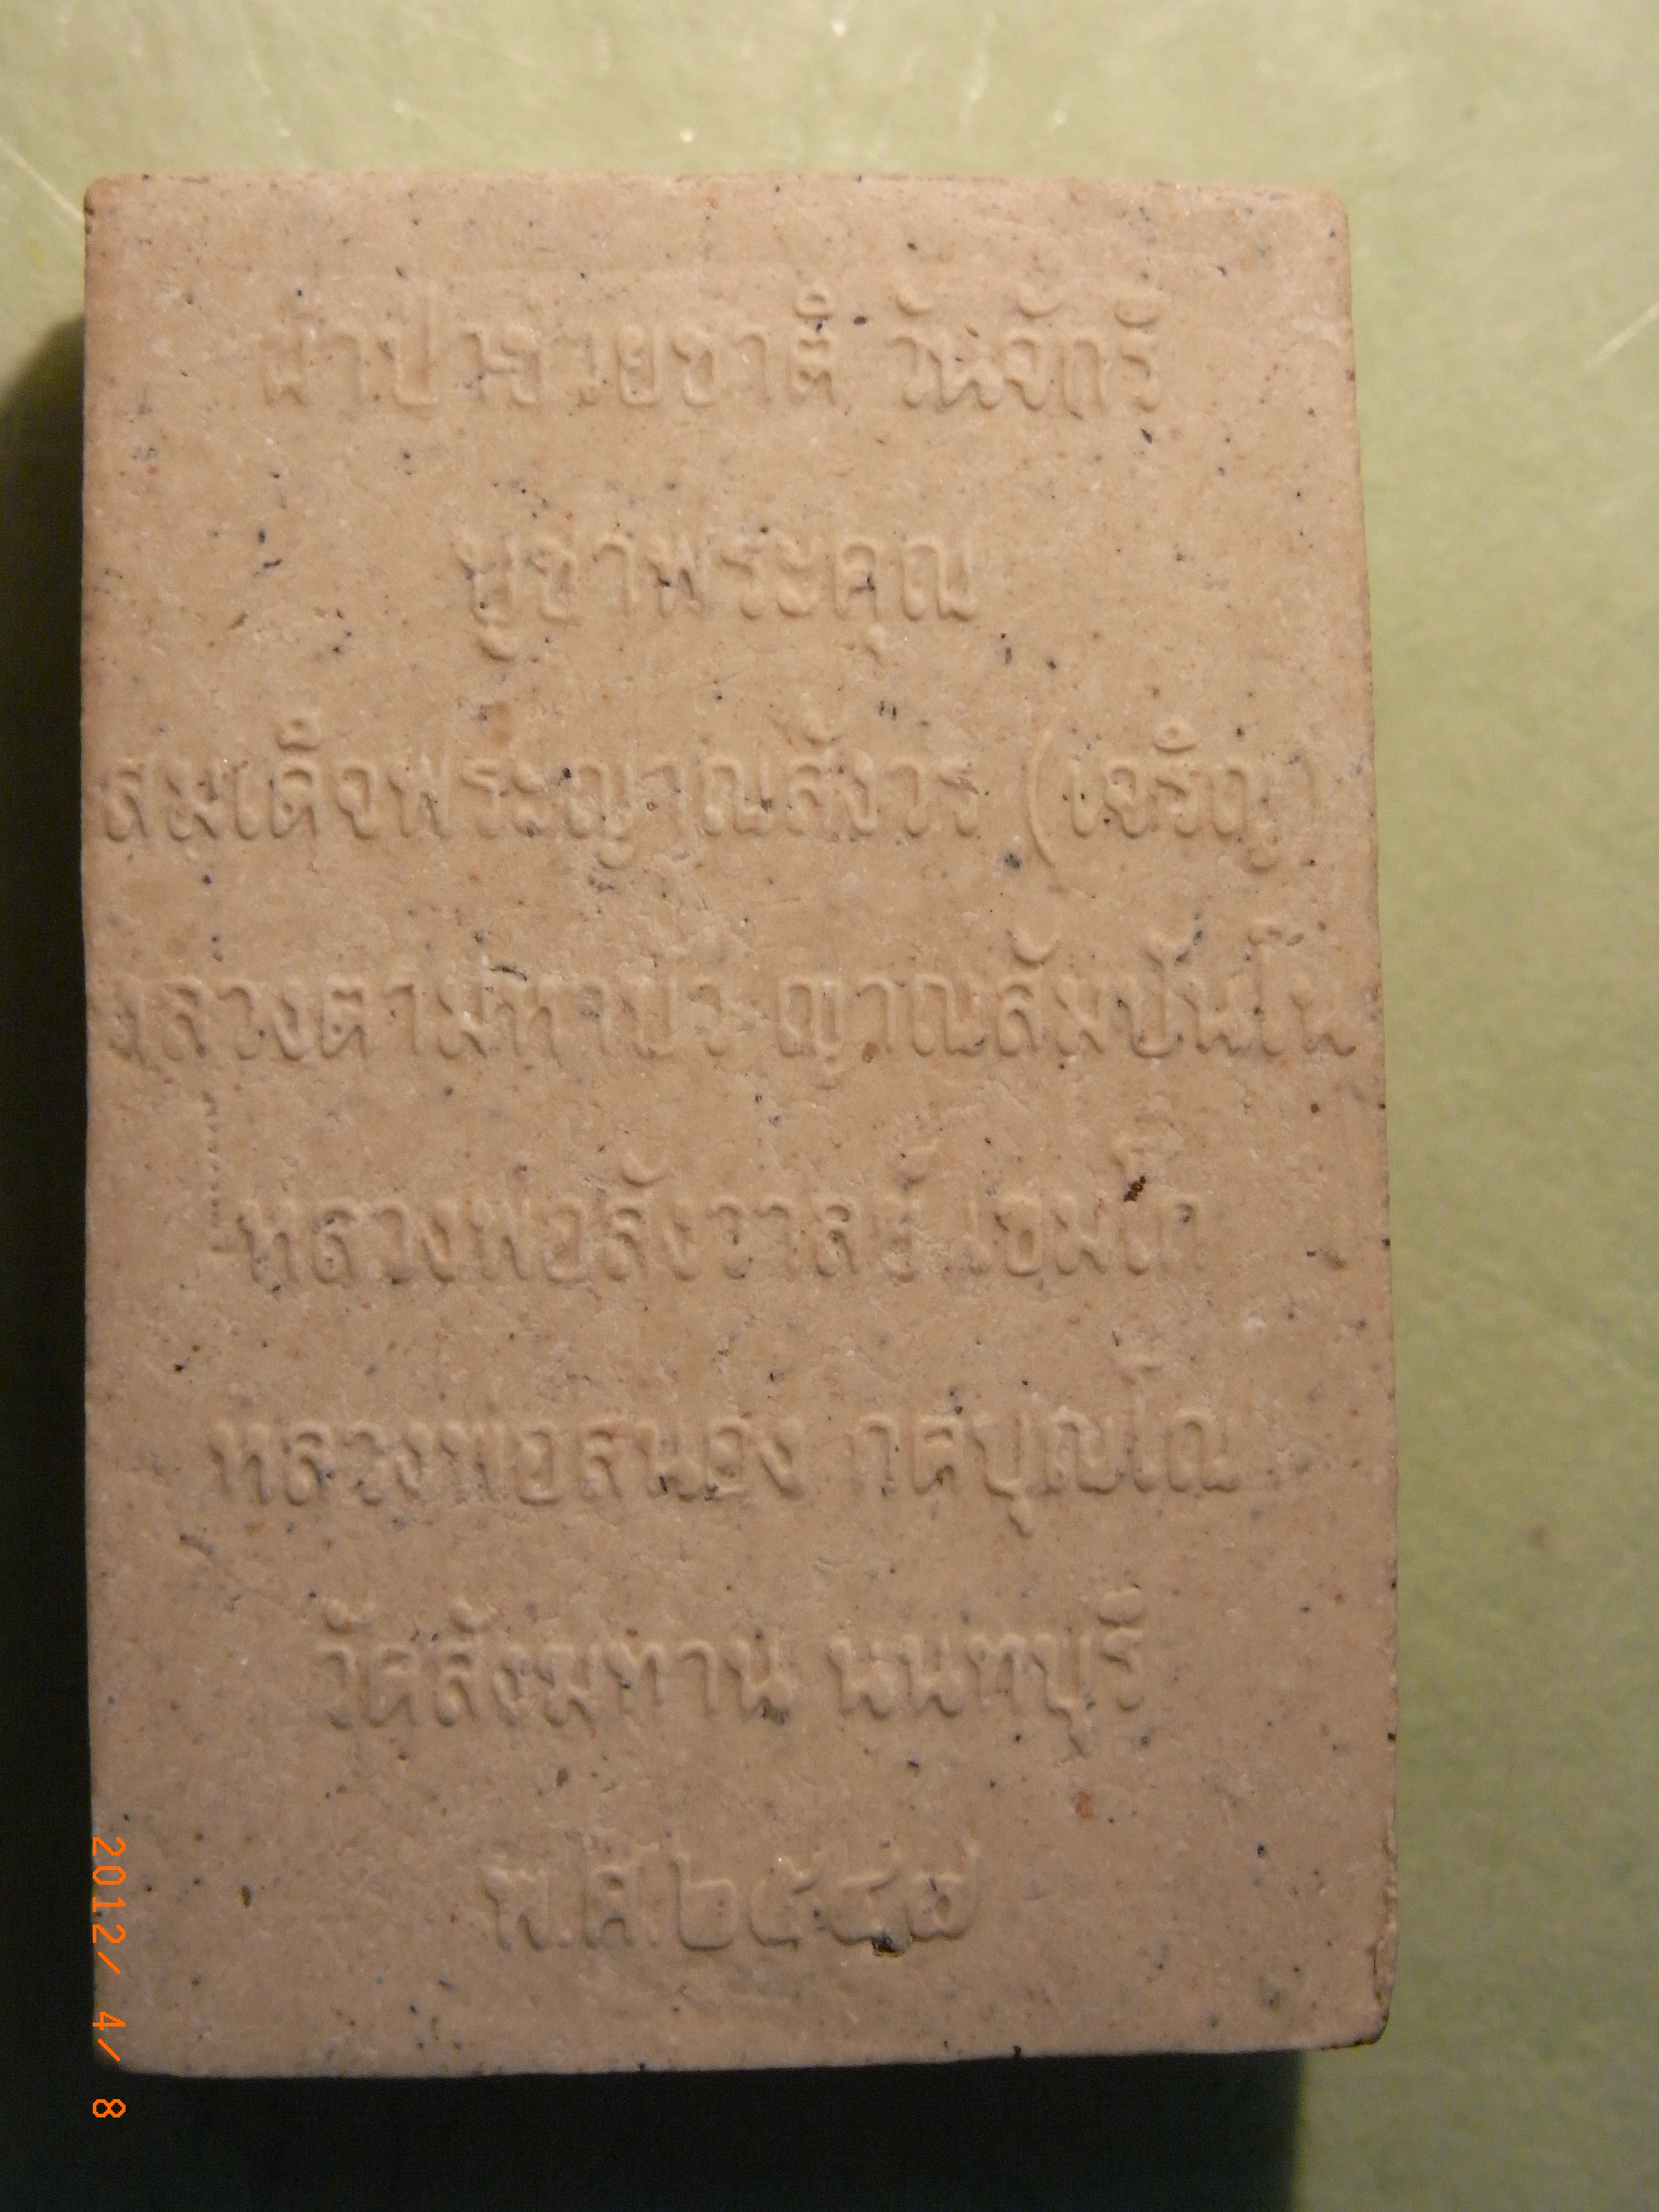 ผ้าป่าช่วยชาติ วันจักรี
บูชาพระคุณ
สมเด็จพระญาณสังวร (เจริญ)
หลวงตามหาบัว ญาณสัมปันโน
หลวงพ่อสังวาลย์ เขมโก
หลวงพ่อสนอง กตปุญโญ
วัดสังฆทาน นนทบุรี
พ.ศ.๒๕๔๗
2012/ 4/ 8